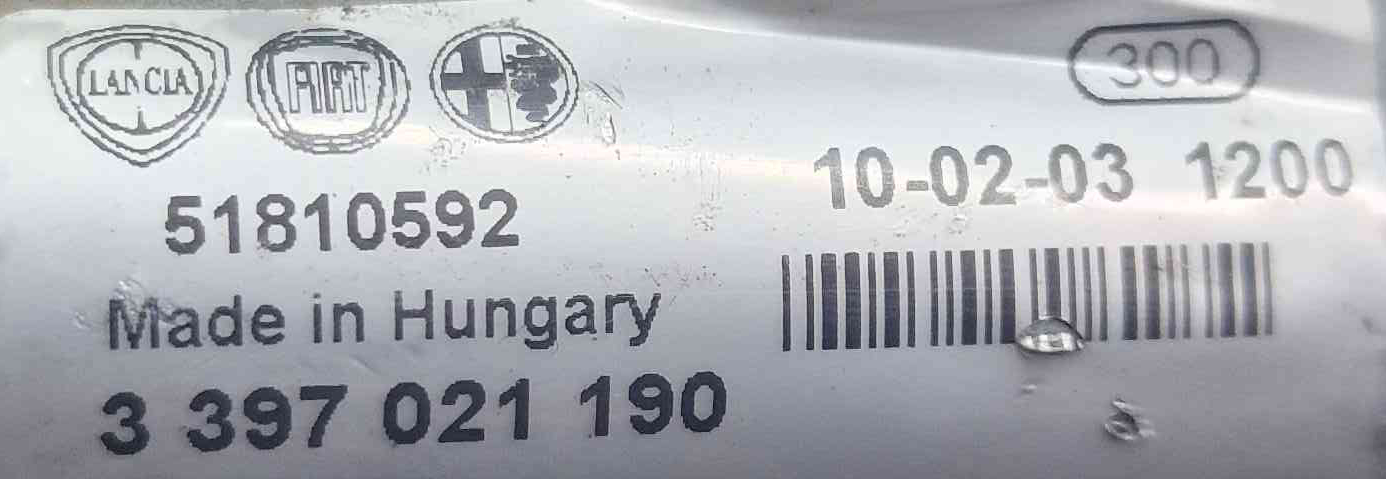 LANCIA FIAT
300
51810592
10-02-03 1200
Made in Hungary
3 397 021 190